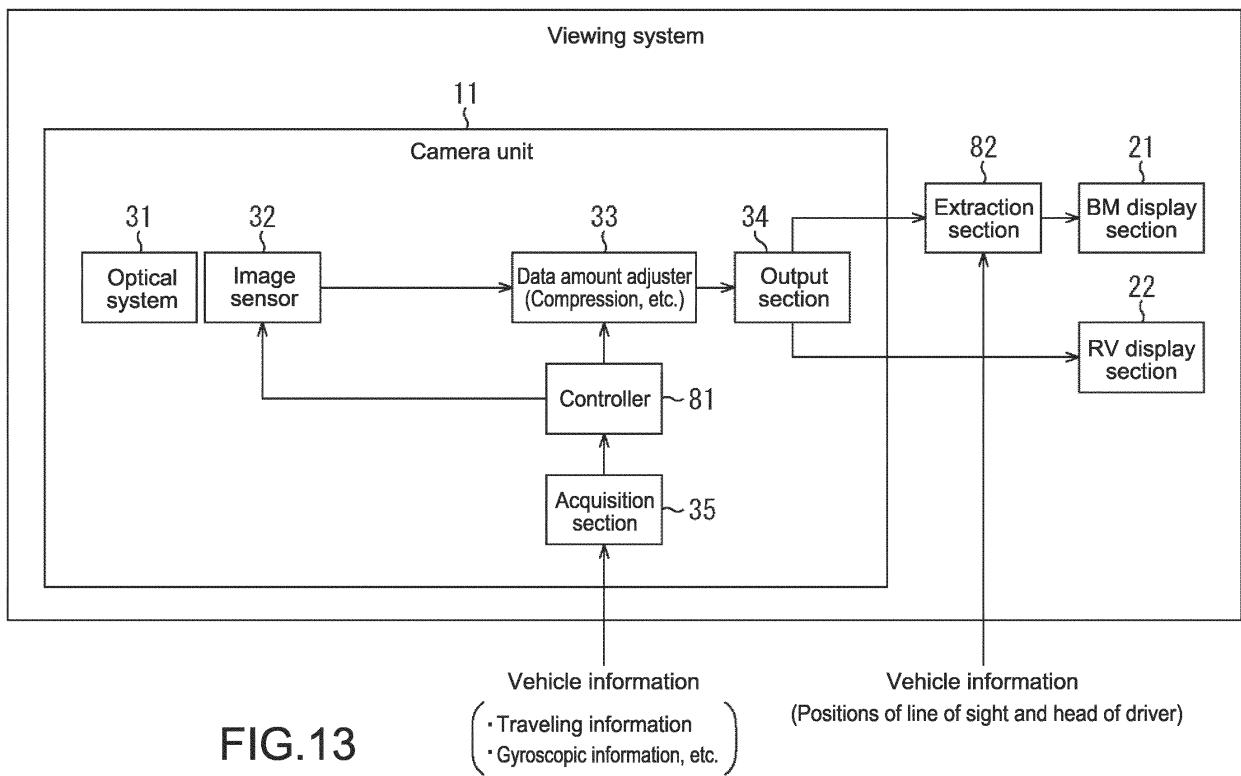 Viewing system
11
Camera unit
82
21
Extraction
section
BM display
section
31
32
33
34
Optical
system
Image
sensor
Data amount adjuster
(Compression, etc.)
Output
section
22
RV display
section
Controller
81
Acquisition
section
35
Vehicle information
・Traveling information
・Gyroscopic information, etc.
Vehicle information
(Positions of line of sight and head of driver)
FIG.13